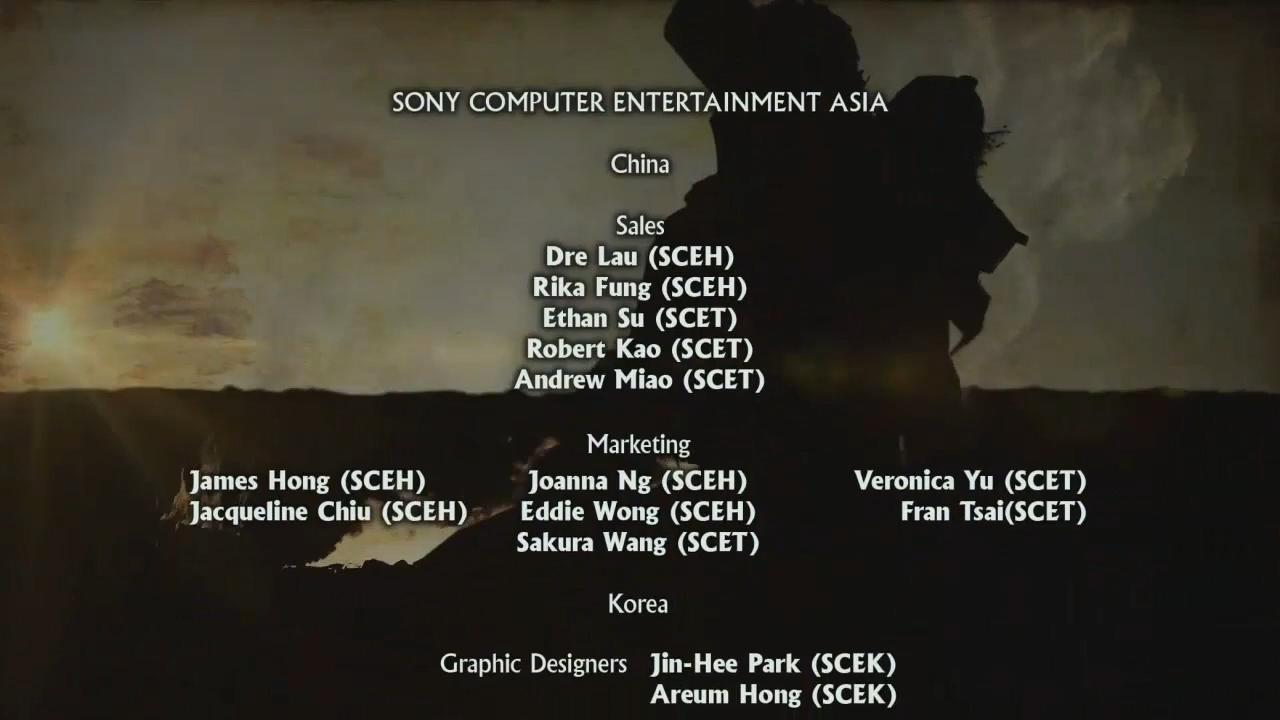 SONY COMPUTER ENTERTAINMENT ASIA
China
Sales
Dre Lau (SCEH)
Rika Fung (SCEH)
Ethan Su (SCET)
Robert Kao (SCET)
Andrew Miao (SCET)
Marketing
James Hong (SCEH) Joanna Ng (SCEH) Veronica Yu (SCET)
Jacqueline Chiu (SCEH) Eddie Wong (SCEH) Fran Tsai(SCET)
Sakura Wang (SCET)
Korea
Graphic Designers Jin-Hee Park (SCEK)
Areum Hong (SCEK)